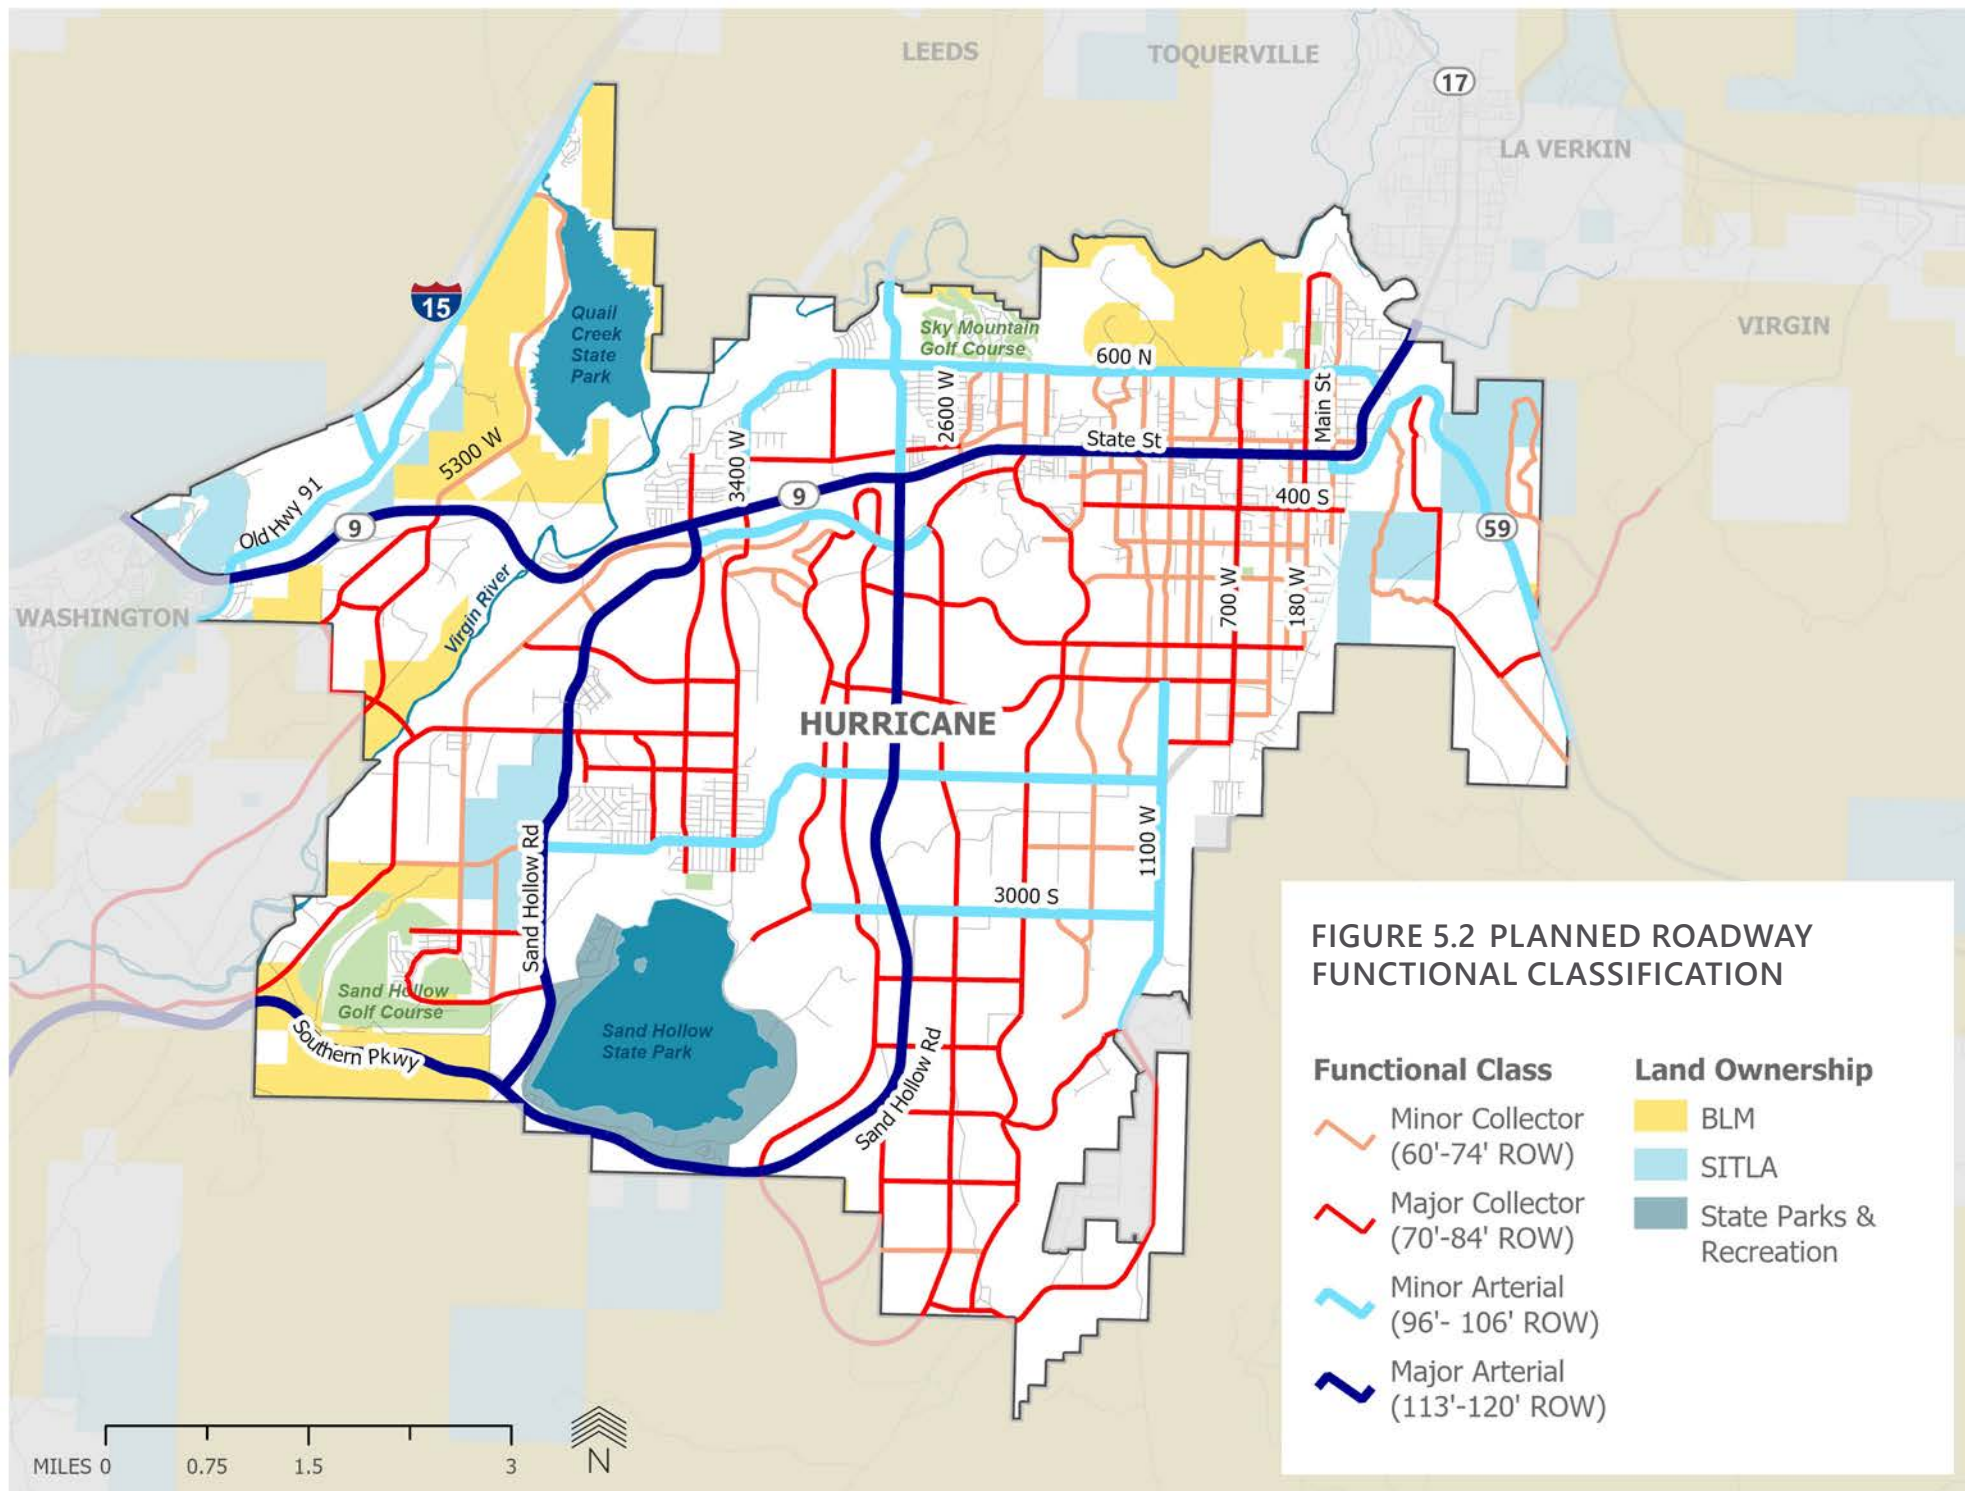 LEEDS
TOQUERVILLE
17
LA VERKIN
VIRGIN
15
Quail
Creek
State
Park
Sky Mountain
Golf Course
600 N
2600 W
Main St
State St
3400 W
5300 W
9
400 S
Old Hwy 91
9
59
WASHINGTON
Virgin River
700 W
180 W
HURRICANE
Sand Hollow Rd
1100 W
3000 S
Sand Hollow
Golf Course
Southern Pkwy
Sand Hollow
State Park
Sand Hollow Rd
FIGURE 5.2 PLANNED ROADWAY
FUNCTIONAL CLASSIFICATION
Functional Class
Minor Collector
(60'-74' ROW)
Major Collector
(70'-84' ROW)
Minor Arterial
(96'- 106' ROW)
Major Arterial
(113'-120' ROW)
Land Ownership
BLM
SITLA
State Parks &
Recreation
MILES 0 0.75 1.5 3
N